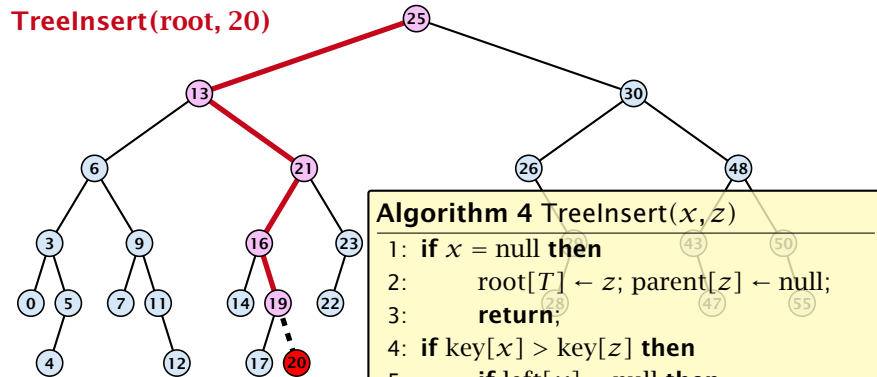 TreeInsert(root, 20)
25
13 30
6 21 26 48
Algorithm 4 TreeInsert(x, z)
3 9 16 23 29 43 50
1: if x = null then
0 5 7 11 14 19 22 28 47 55
2: root[T] ← z; parent[z] ← null;
3: return;
4: if key[x] > key[z] then
4 12 17 20